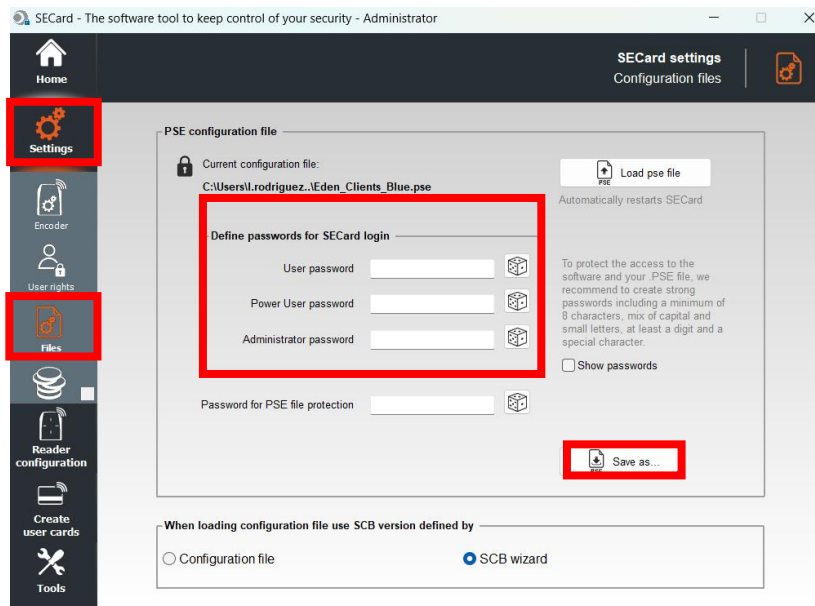 SECard - The software tool to keep control of your security - Administrator
Home
SECard settings
Configuration files
Settings
PSE configuration file
Current configuration file:
C:\Users\l.rodriguez..\Eden_Clients_Blue.pse
PSE
Load pse file
Automatically restarts SECard
Encoder
Define passwords for SECard login
User password
Power User password
Administrator password
To protect the access to the
software and your .PSE file, we
recommend to create strong
passwords including a minimum of
8 characters, mix of capital and
small letters, at least a digit and a
special character.
Show passwords
User rights
Files
Password for PSE file protection
Save as...
Reader
configuration
Create
user cards
When loading configuration file use SCB version defined by
Configuration file
SCB wizard
Tools